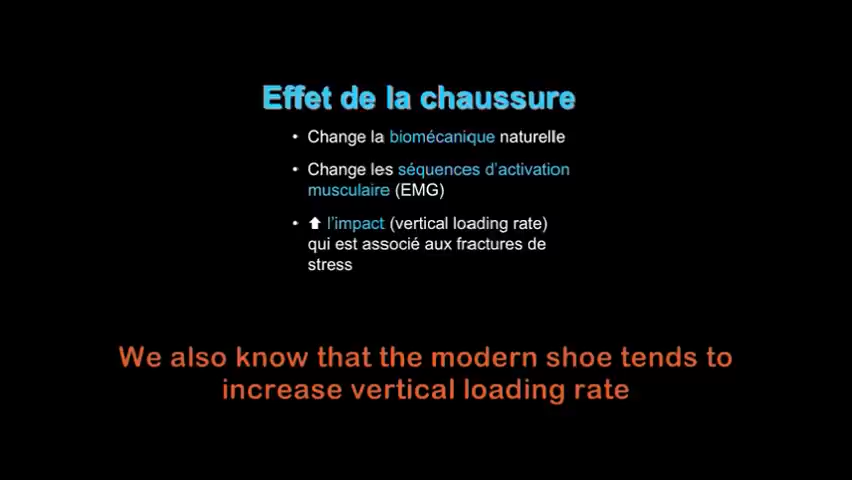 Effet de la chaussure
• Change la biomécanique naturelle
• Change les séquences d'activation
musculaire (EMG)
• ⬆ l'impact (vertical loading rate)
qui est associé aux fractures de
stress
We also know that the modern shoe tends to
increase vertical loading rate